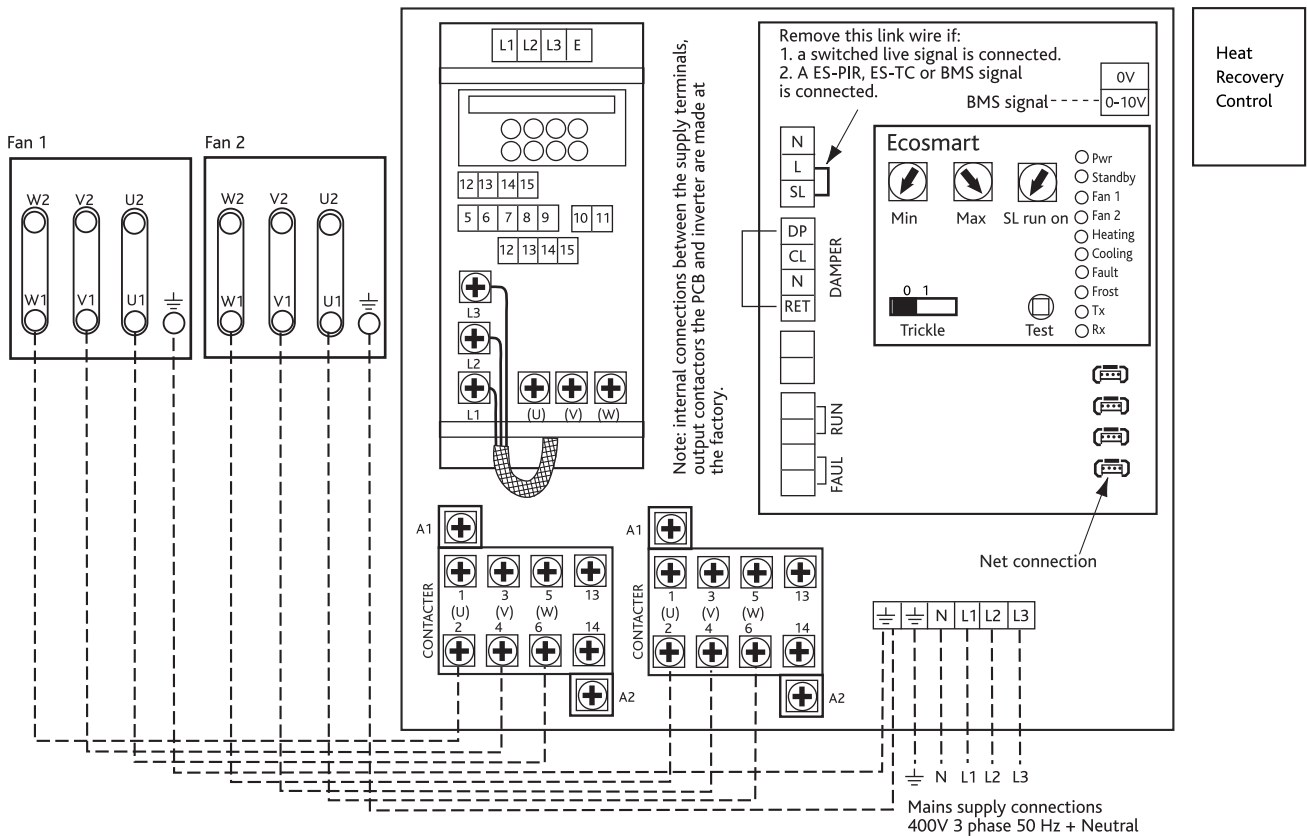 Fan 1
W2 V2 U2
W1 V1 U1
Fan 2
W2 V2 U2
W1 V1 U1
L1 L2 L3 E
12 13 14 15
5 6 7 8 9 10 11
12 13 14 15
L3
L2
L1
(U) (V) (W)
Note: internal connections between the supply terminals,
output contactors the PCB and inverter are made at
the factory.
Remove this link wire if:
1. a switched live signal is connected.
2. A ES-PIR, ES-TC or BMS signal
is connected.
BMS signal
0V
0-10V
N
L
SL
DP
CL
N
RET
DAMPER
RUN
FAUL
Ecosmart
Min Max SL run on
0 1
Trickle
Test
Pwr
Standby
Fan 1
Fan 2
Heating
Cooling
Fault
Frost
Tx
Rx
Net connection
Heat
Recovery
Control
A1
CONTACTER
1 3 5 13
(U) (V) (W)
2 4 6 14
A2
A1
CONTACTER
1 3 5 13
(U) (V) (W)
2 4 6 14
A2
N L1 L2 L3
N L1 L2 L3
Mains supply connections
400V 3 phase 50 Hz + Neutral